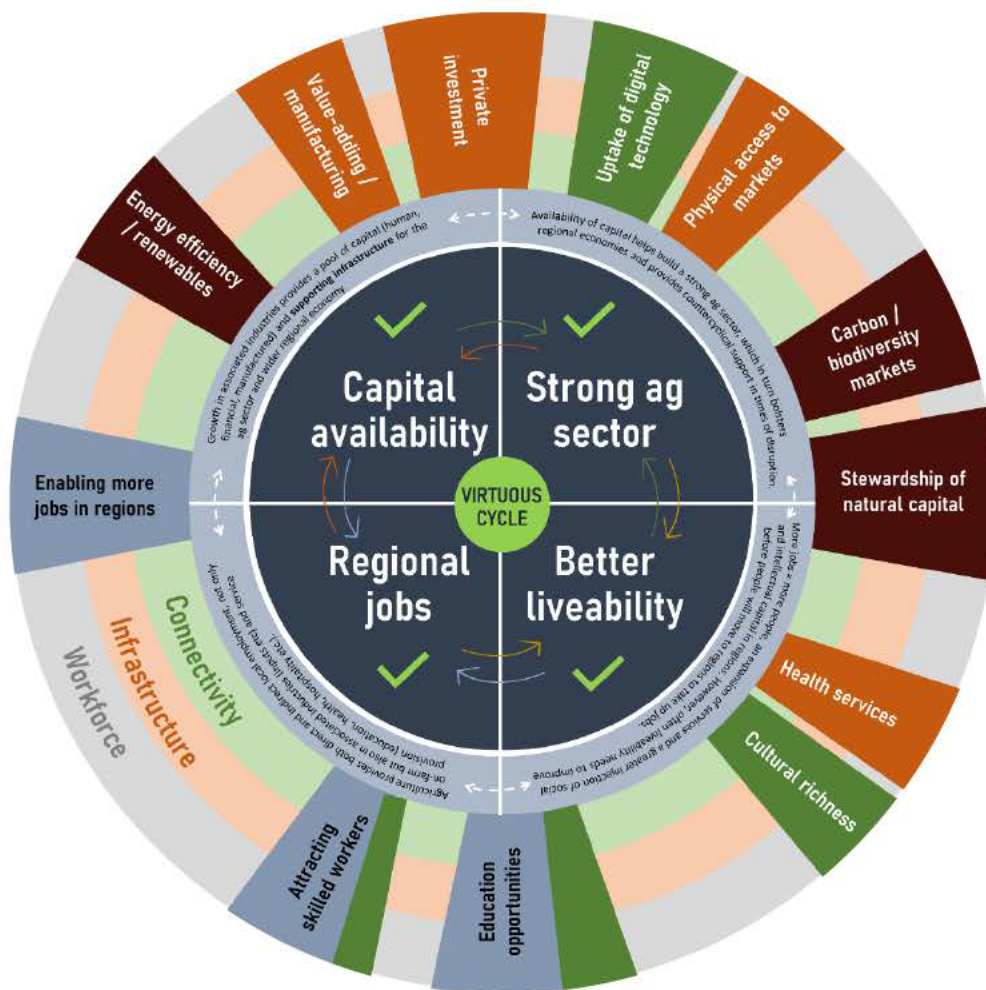 Private
investment
Uptake of digital
technology
Physical access to
markets
Carbon /
biodiversity
markets
Stewardship of
natural capital
Health services
Cultural richness
Education
opportunities
Attracting
skilled workers
Enabling more
jobs in regions
Energy efficiency
/ renewables
Value-adding /
manufacturing
Workforce
Infrastructure
Connectivity
Growth in associated industries provides a pool of capital (human,
financial, manufactured) and supporting infrastructure for the
ag sector and wider regional economy
Availability of capital helps build a strong ag sector, which in turn bolsters
regional economies and provides countercyclical support in times of disruption.
More jobs = more people, an expansion of services and a greater injection of social
and intellectual capital in regions. However, often liveability needs to improve
before people will move to regions to take up jobs.
Agriculture provides both direct and indirect local employment, not only
on-farm but also in associated industries (inputs etc) and service
provision (education, health, hospitality etc).
Capital
availability
Strong ag
sector
VIRTUOUS
CYCLE
Regional
jobs
Better
liveability